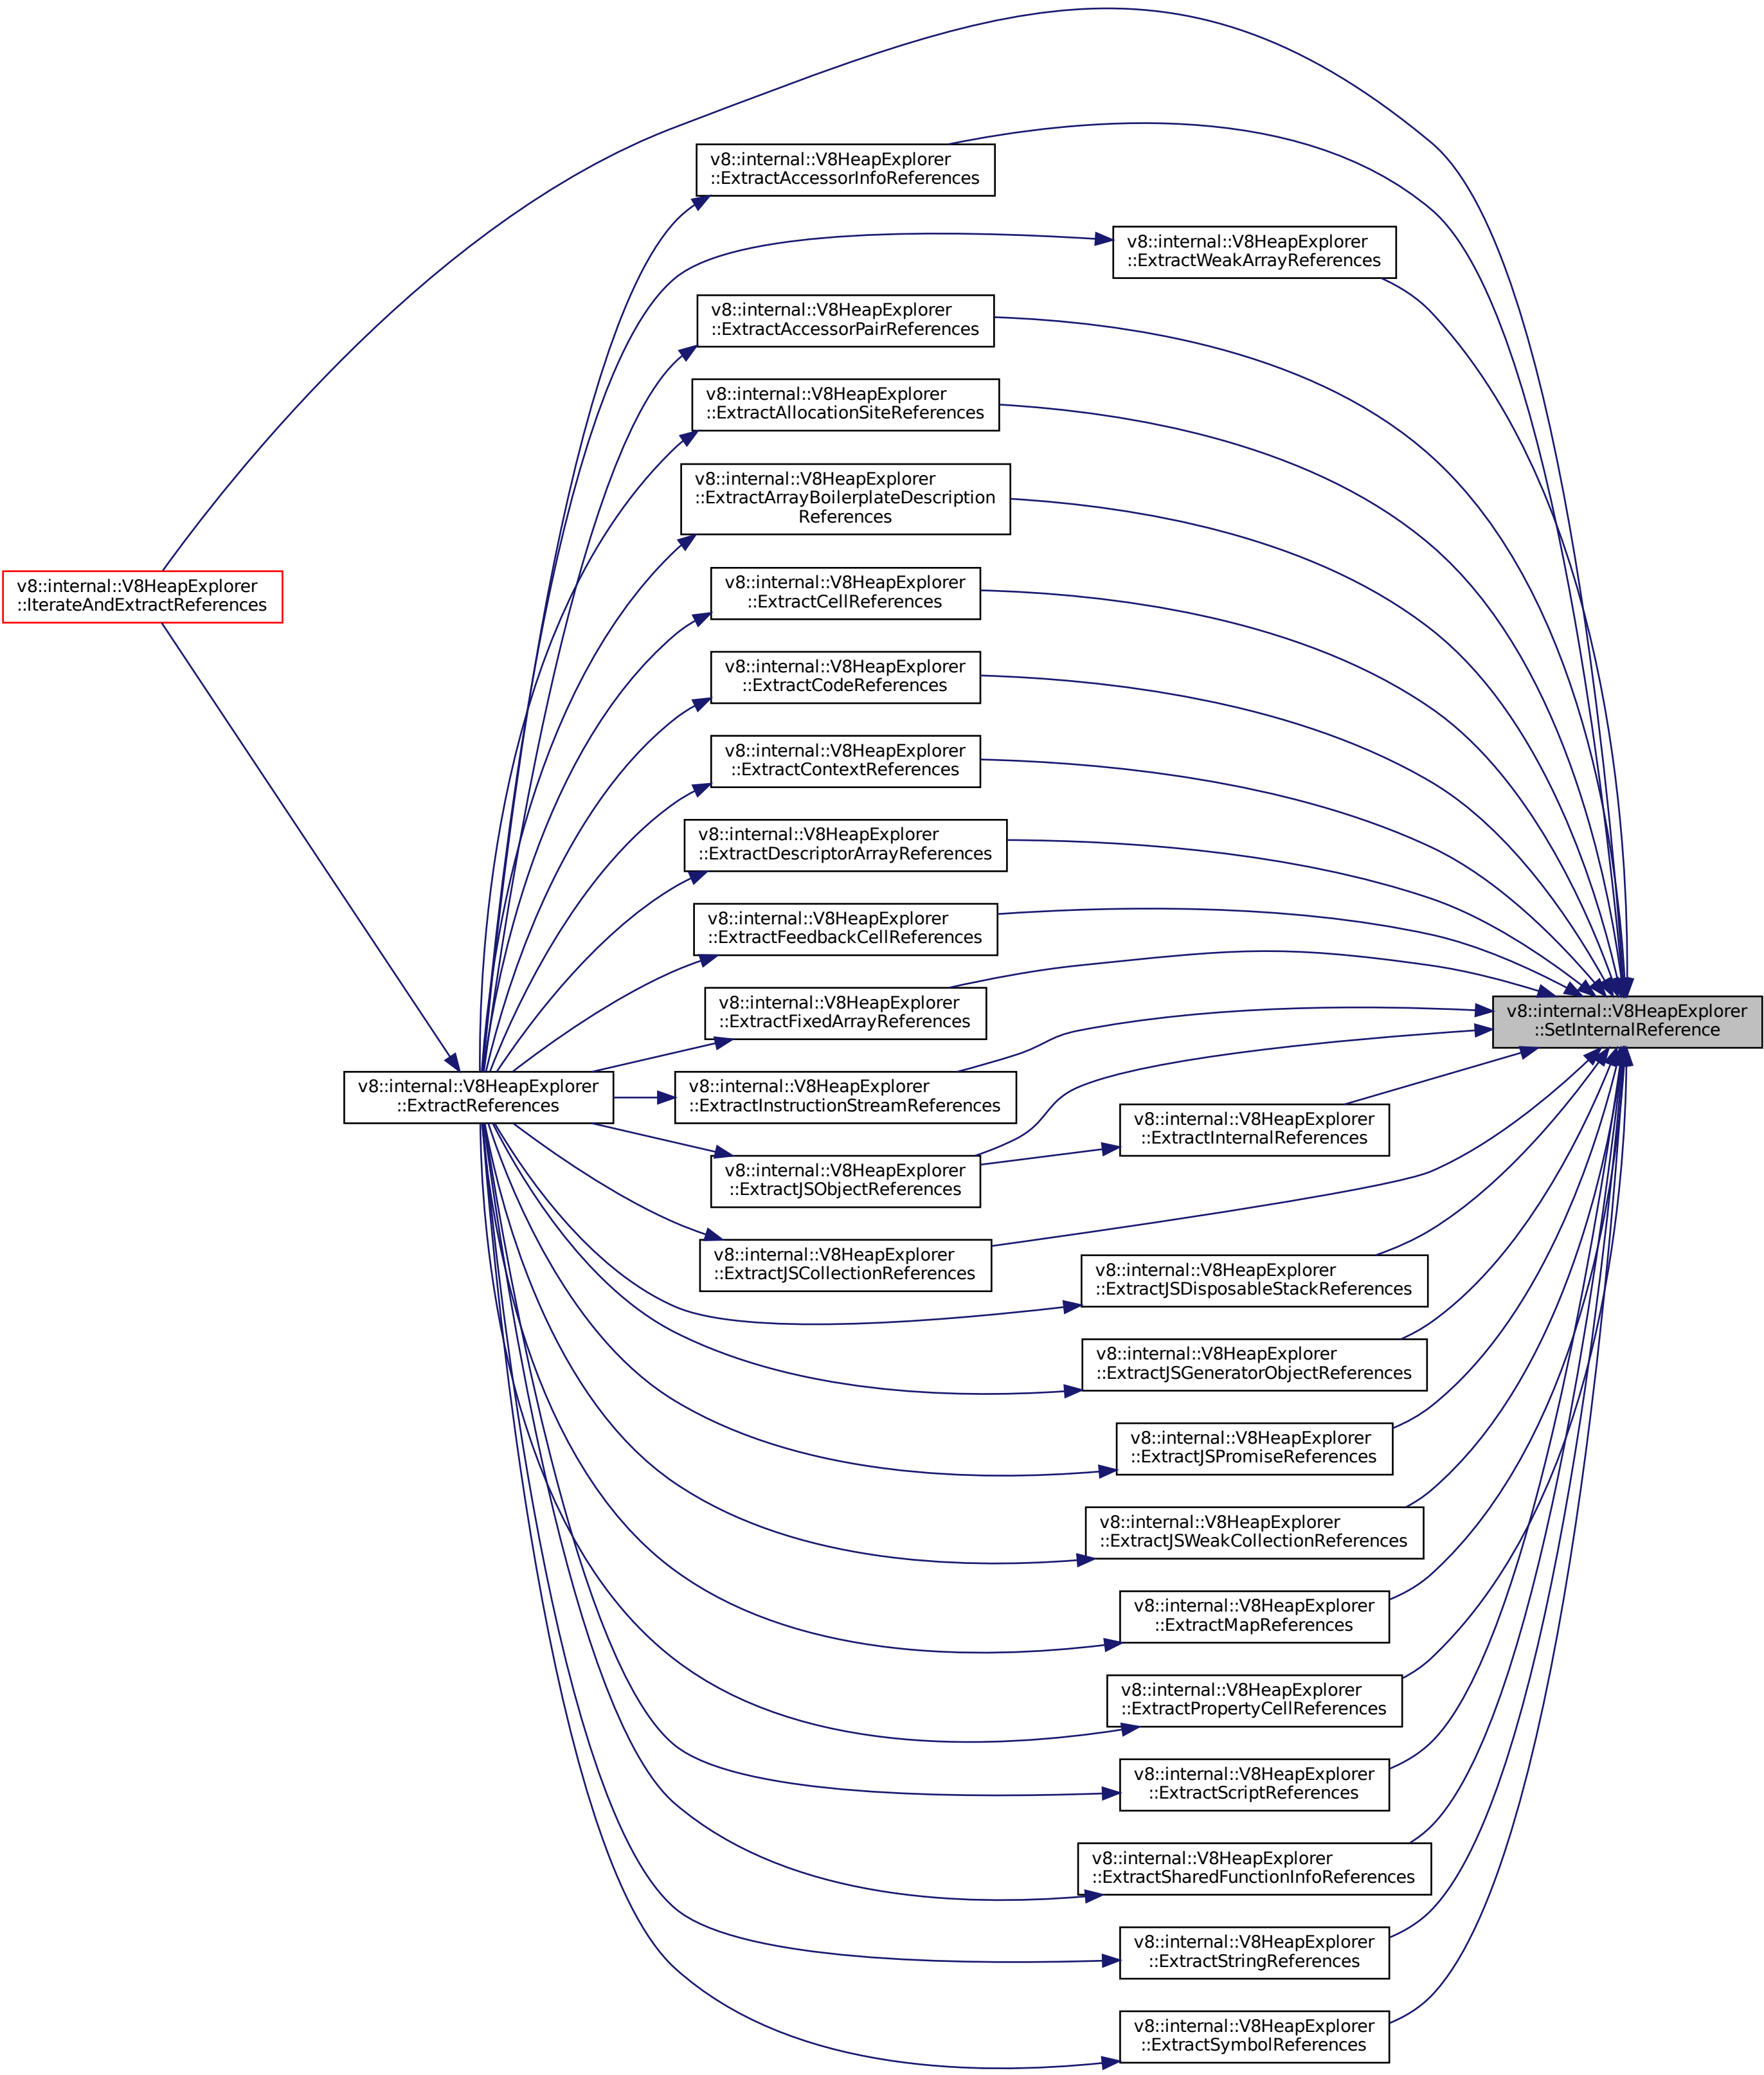 v8::internal::V8HeapExplorer
::ExtractAccessorInfoReferences
v8::internal::V8HeapExplorer
::ExtractWeakArrayReferences
v8::internal::V8HeapExplorer
::ExtractAccessorPairReferences
v8::internal::V8HeapExplorer
::ExtractAllocationSiteReferences
v8::internal::V8HeapExplorer
::ExtractArrayBoilerplateDescription
References
v8::internal::V8HeapExplorer
::IterateAndExtractReferences
v8::internal::V8HeapExplorer
::ExtractCellReferences
v8::internal::V8HeapExplorer
::ExtractCodeReferences
v8::internal::V8HeapExplorer
::ExtractContextReferences
v8::internal::V8HeapExplorer
::ExtractDescriptorArrayReferences
v8::internal::V8HeapExplorer
::ExtractFeedbackCellReferences
v8::internal::V8HeapExplorer
::ExtractFixedArrayReferences
v8::internal::V8HeapExplorer
::SetInternalReference
v8::internal::V8HeapExplorer
::ExtractReferences
v8::internal::V8HeapExplorer
::ExtractInstructionStreamReferences
v8::internal::V8HeapExplorer
::ExtractInternalReferences
v8::internal::V8HeapExplorer
::ExtractJSObjectReferences
v8::internal::V8HeapExplorer
::ExtractJSCollectionReferences
v8::internal::V8HeapExplorer
::ExtractJSDisposableStackReferences
v8::internal::V8HeapExplorer
::ExtractJSGeneratorObjectReferences
v8::internal::V8HeapExplorer
::ExtractJSPromiseReferences
v8::internal::V8HeapExplorer
::ExtractJSWeakCollectionReferences
v8::internal::V8HeapExplorer
::ExtractMapReferences
v8::internal::V8HeapExplorer
::ExtractPropertyCellReferences
v8::internal::V8HeapExplorer
::ExtractScriptReferences
v8::internal::V8HeapExplorer
::ExtractSharedFunctionInfoReferences
v8::internal::V8HeapExplorer
::ExtractStringReferences
v8::internal::V8HeapExplorer
::ExtractSymbolReferences